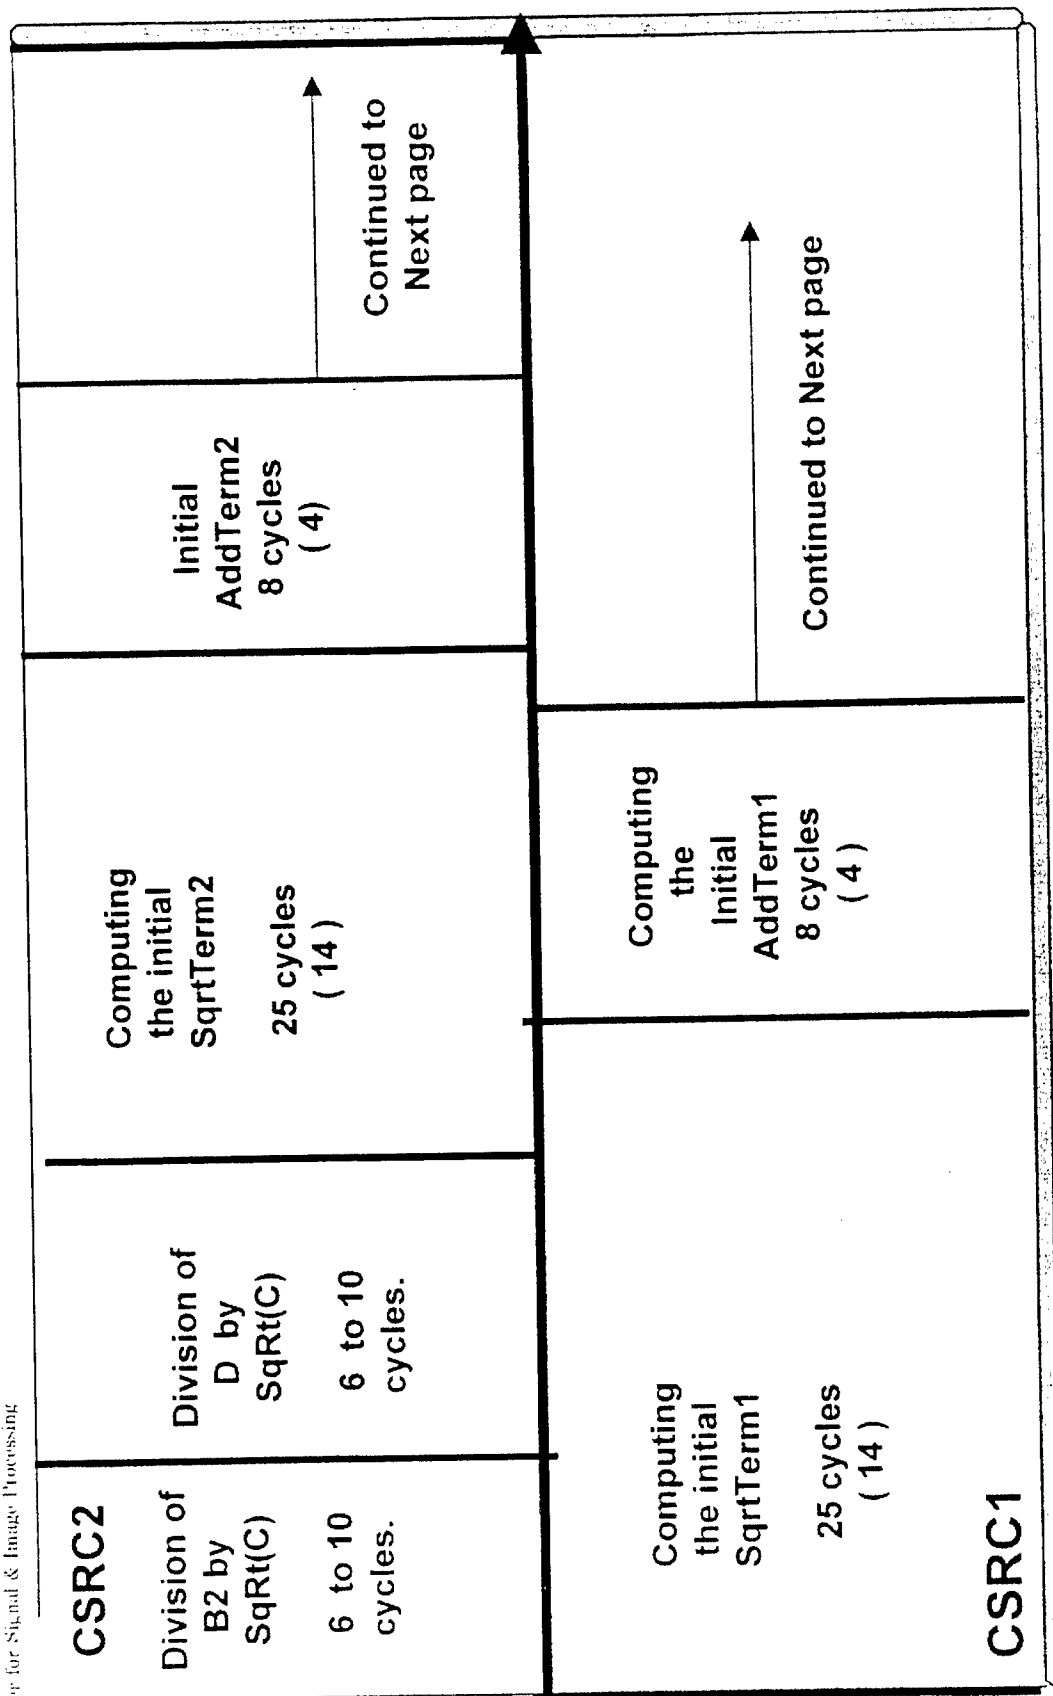 for Signal & Image Processing
CSRC2
Division of
B2 by
SqRt(C)
6 to 10
cycles.
Division of
D by
SqRt(C)
6 to 10
cycles.
Computing
the initial
SqrtTerm2
25 cycles
( 14 )
Initial
AddTerm2
8 cycles
( 4)
Continued to
Next page
Computing
the initial
SqrtTerm1
25 cycles
( 14 )
Computing
the
Initial
AddTerm1
8 cycles
( 4 )
Continued to Next page
CSRC1